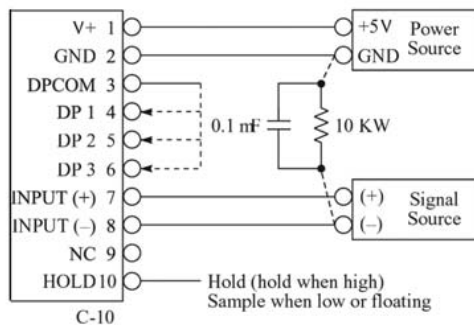 V+ 1
GND 2
DPCOM 3
DP 1 4
DP 2 5
DP 3 6
INPUT (+) 7
INPUT (–) 8
NC 9
HOLD 10
C-10
0.1 mF
10 KW
+5V
GND
Power
Source
(+)
(–)
Signal
Source
Hold (hold when high)
Sample when low or floating